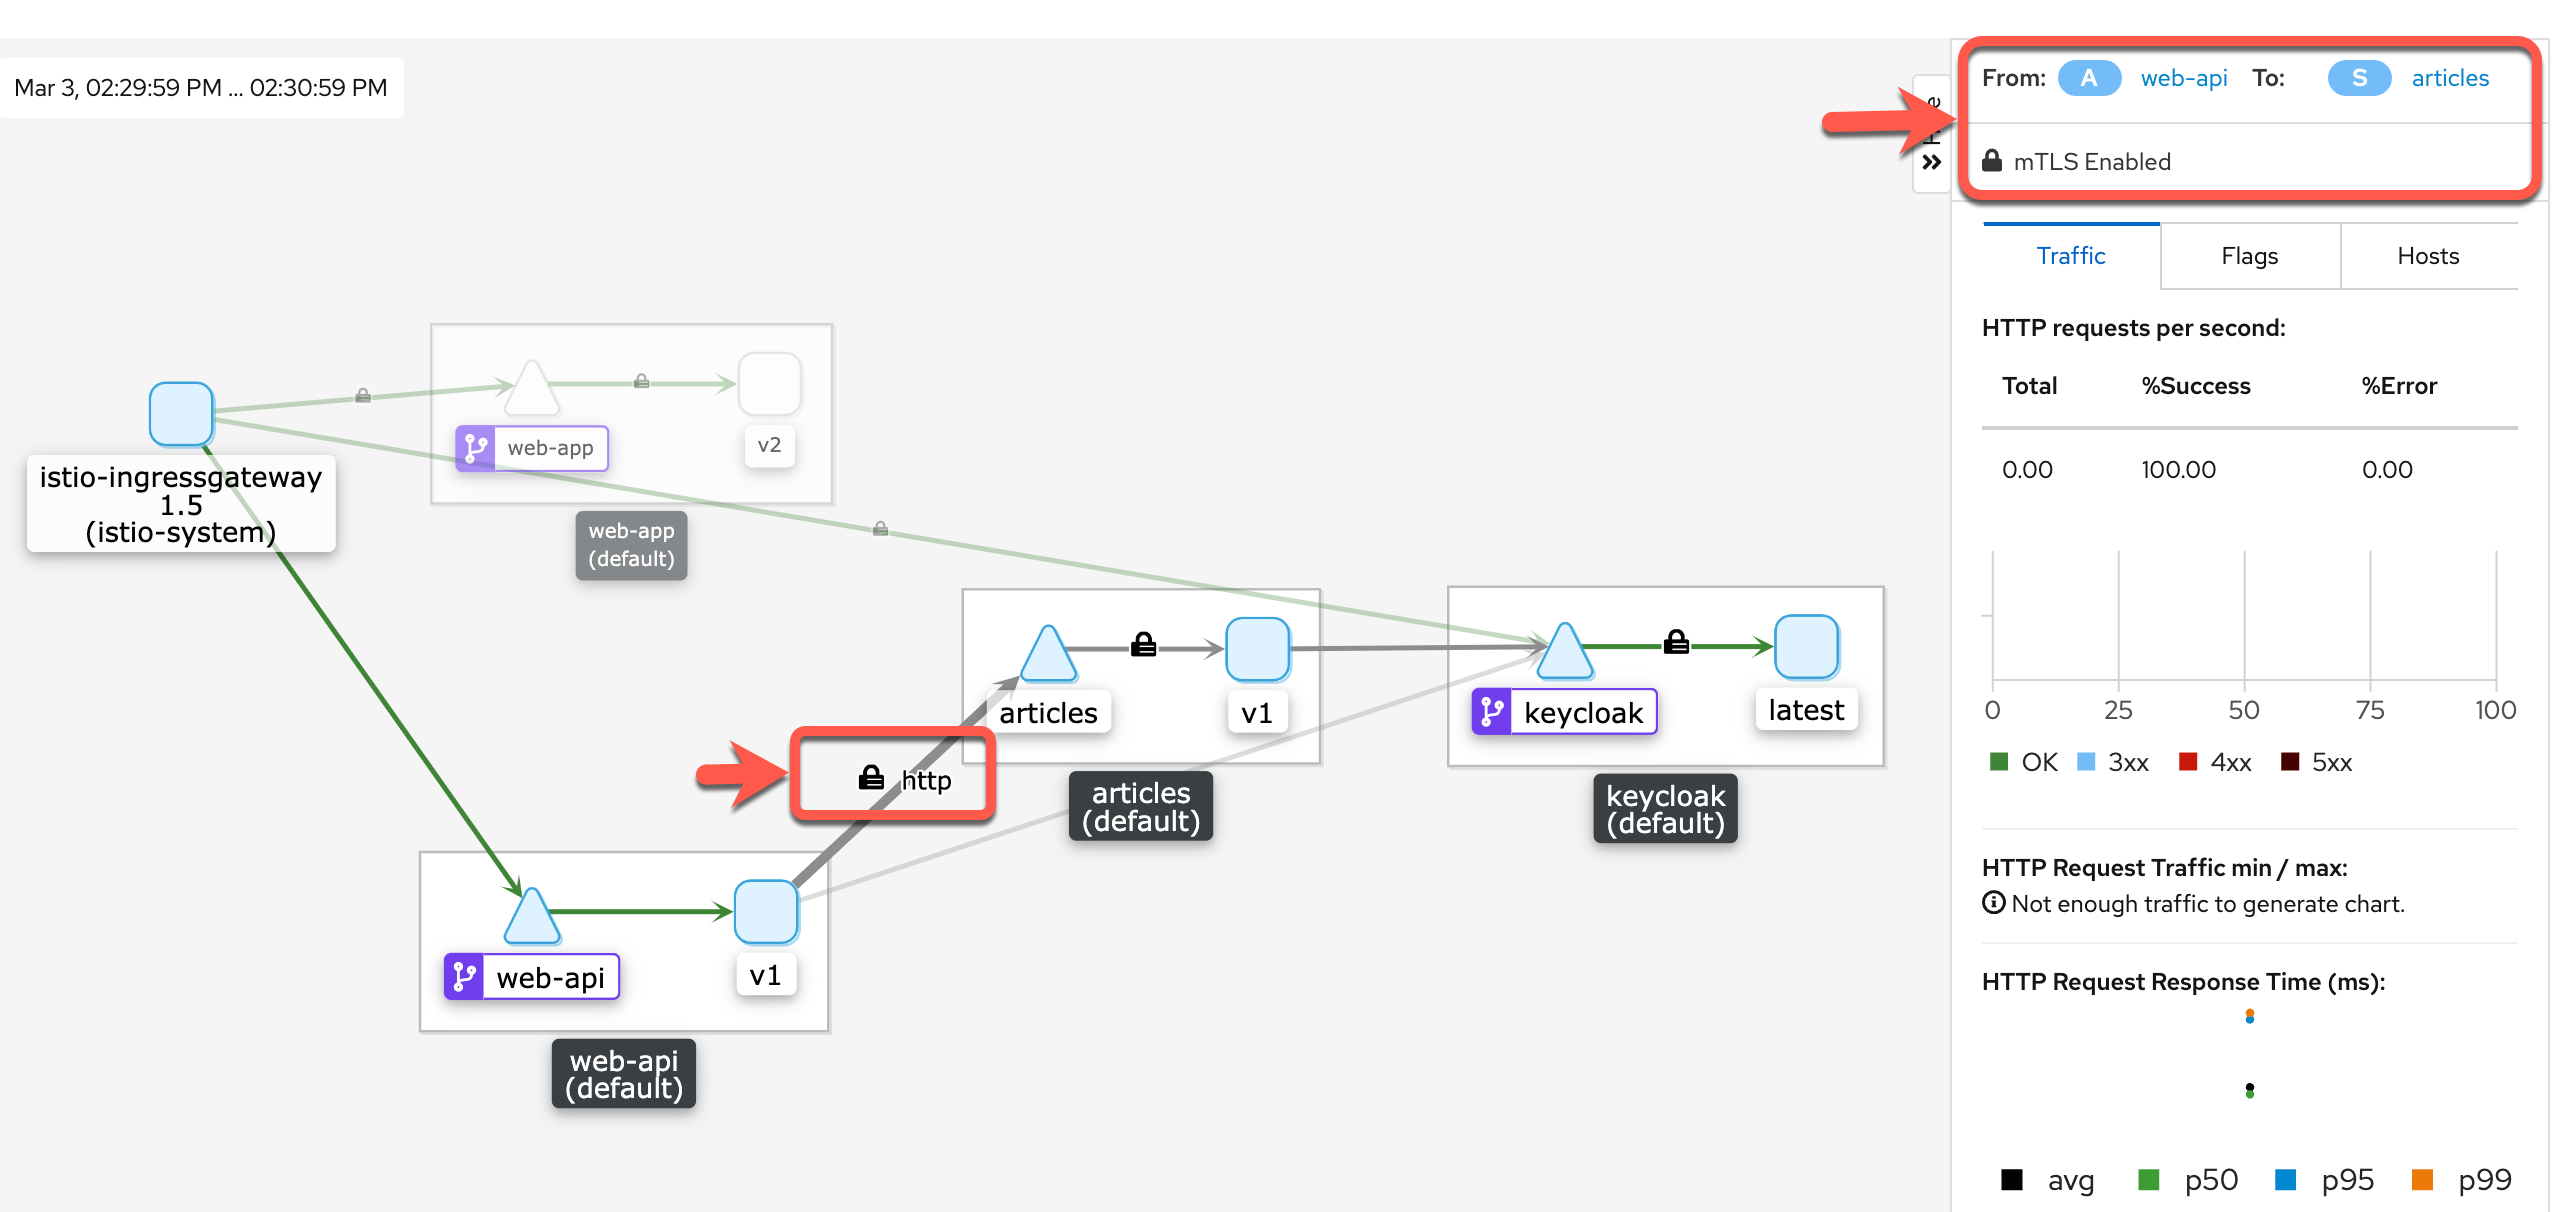 Mar 3, 02:29:59 PM ... 02:30:59 PM
istio-ingressgateway
1.5
(istio-system)
web-app
v2
web-app
(default)
articles
v1
articles
(default)
keycloak
latest
keycloak
(default)
http
web-api
v1
web-api
(default)
From: A web-api To: S articles
mTLS Enabled
Traffic Flags Hosts
HTTP requests per second:
Total %Success %Error
0.00 100.00 0.00
0 25 50 75 100
OK 3xx 4xx 5xx
HTTP Request Traffic min / max:
Not enough traffic to generate chart.
HTTP Request Response Time (ms):
avg p50 p95 p99